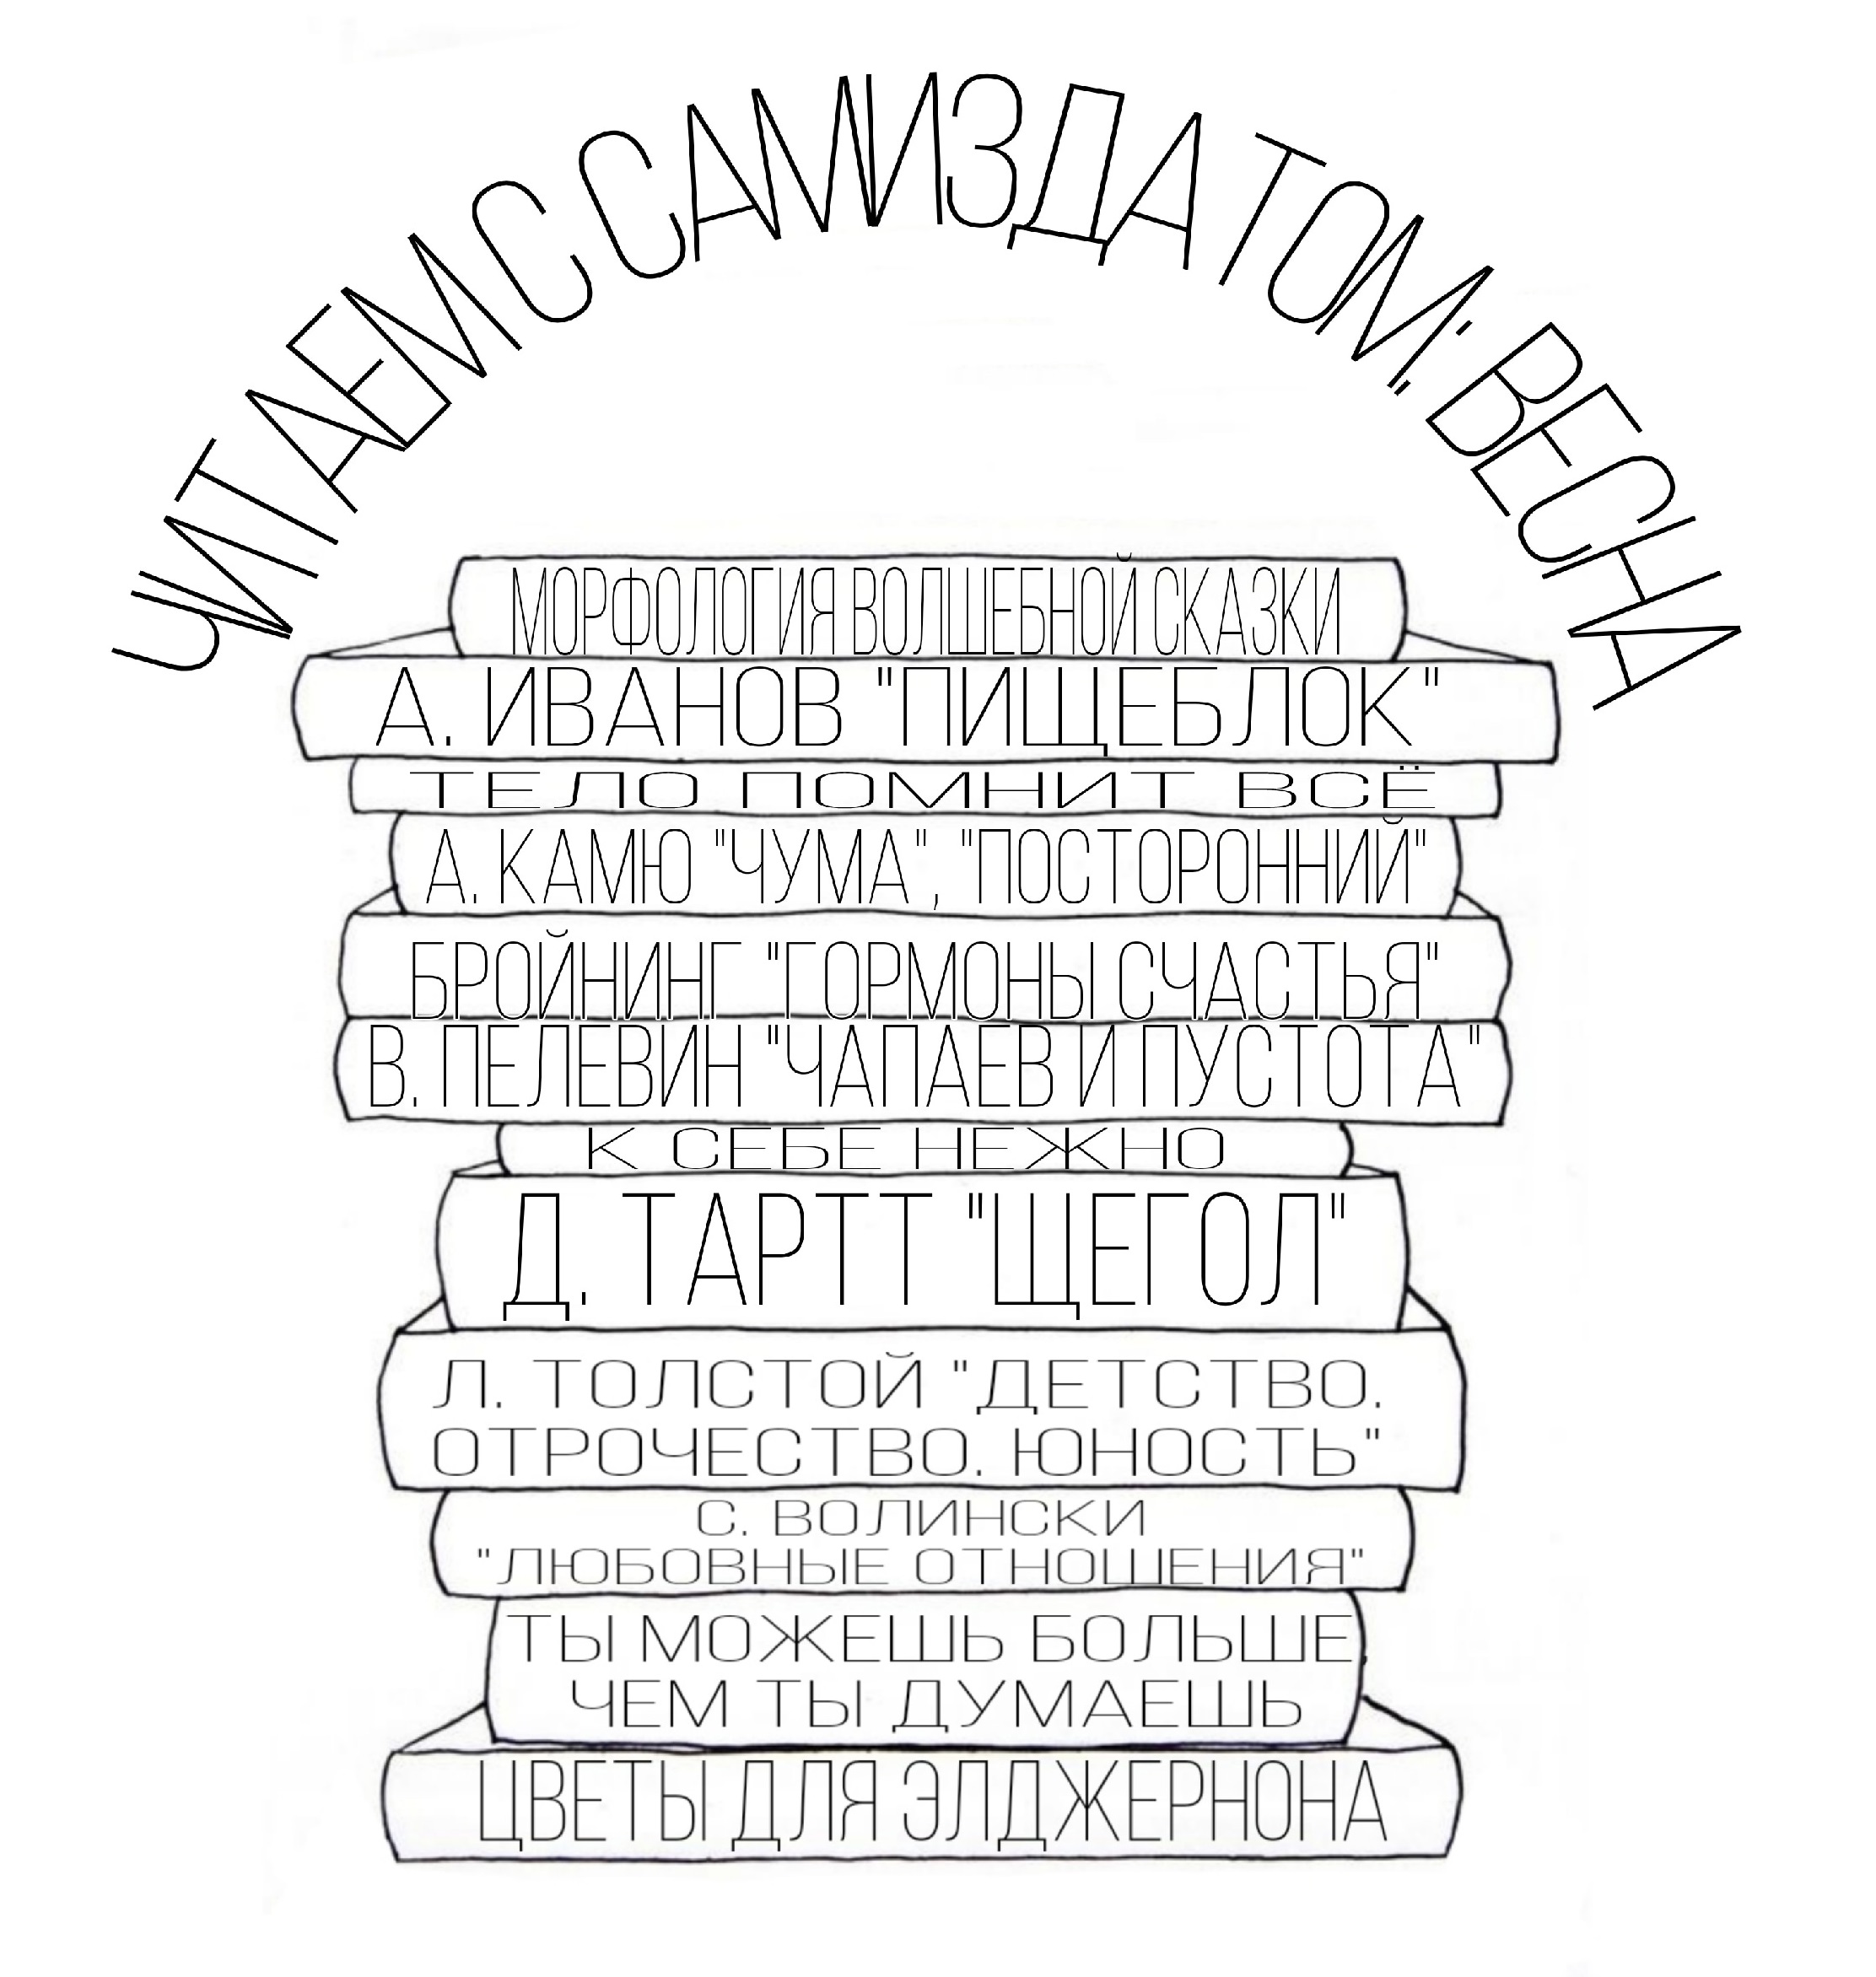 ЧИТАЕМ С САМИЗДАТОМ: ВЕСНА
МОРФОЛОГИЯ ВОЛШЕБНОЙ СКАЗКИ
А. ИВАНОВ "ПИЩЕБЛОК"
ТЕЛО ПОМНИТ ВСЁ
А. КАМЮ "ЧУМА", "ПОСТОРОННИЙ"
БРОЙНИНГ "ГОРМОНЫ СЧАСТЬЯ"
В. ПЕЛЕВИН "ЧАПАЕВ И ПУСТОТА"
К СЕБЕ НЕЖНО
Д. ТАРТТ "ЩЕГОЛ"
Л. ТОЛСТОЙ "ДЕТСТВО.
ОТРОЧЕСТВО. ЮНОСТЬ"
С. ВОЛИНСКИ
"ЛЮБОВНЫЕ ОТНОШЕНИЯ"
ТЫ МОЖЕШЬ БОЛЬШЕ
ЧЕМ ТЫ ДУМАЕШЬ
ЦВЕТЫ ДЛЯ ЭЛДЖЕРНОНА